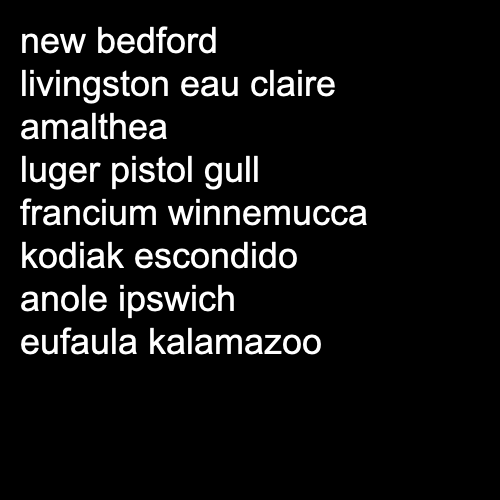 new bedford
livingston eau claire
amalthea
luger pistol gull
francium winnemucca
kodiak escondido
anole ipswich
eufaula kalamazoo